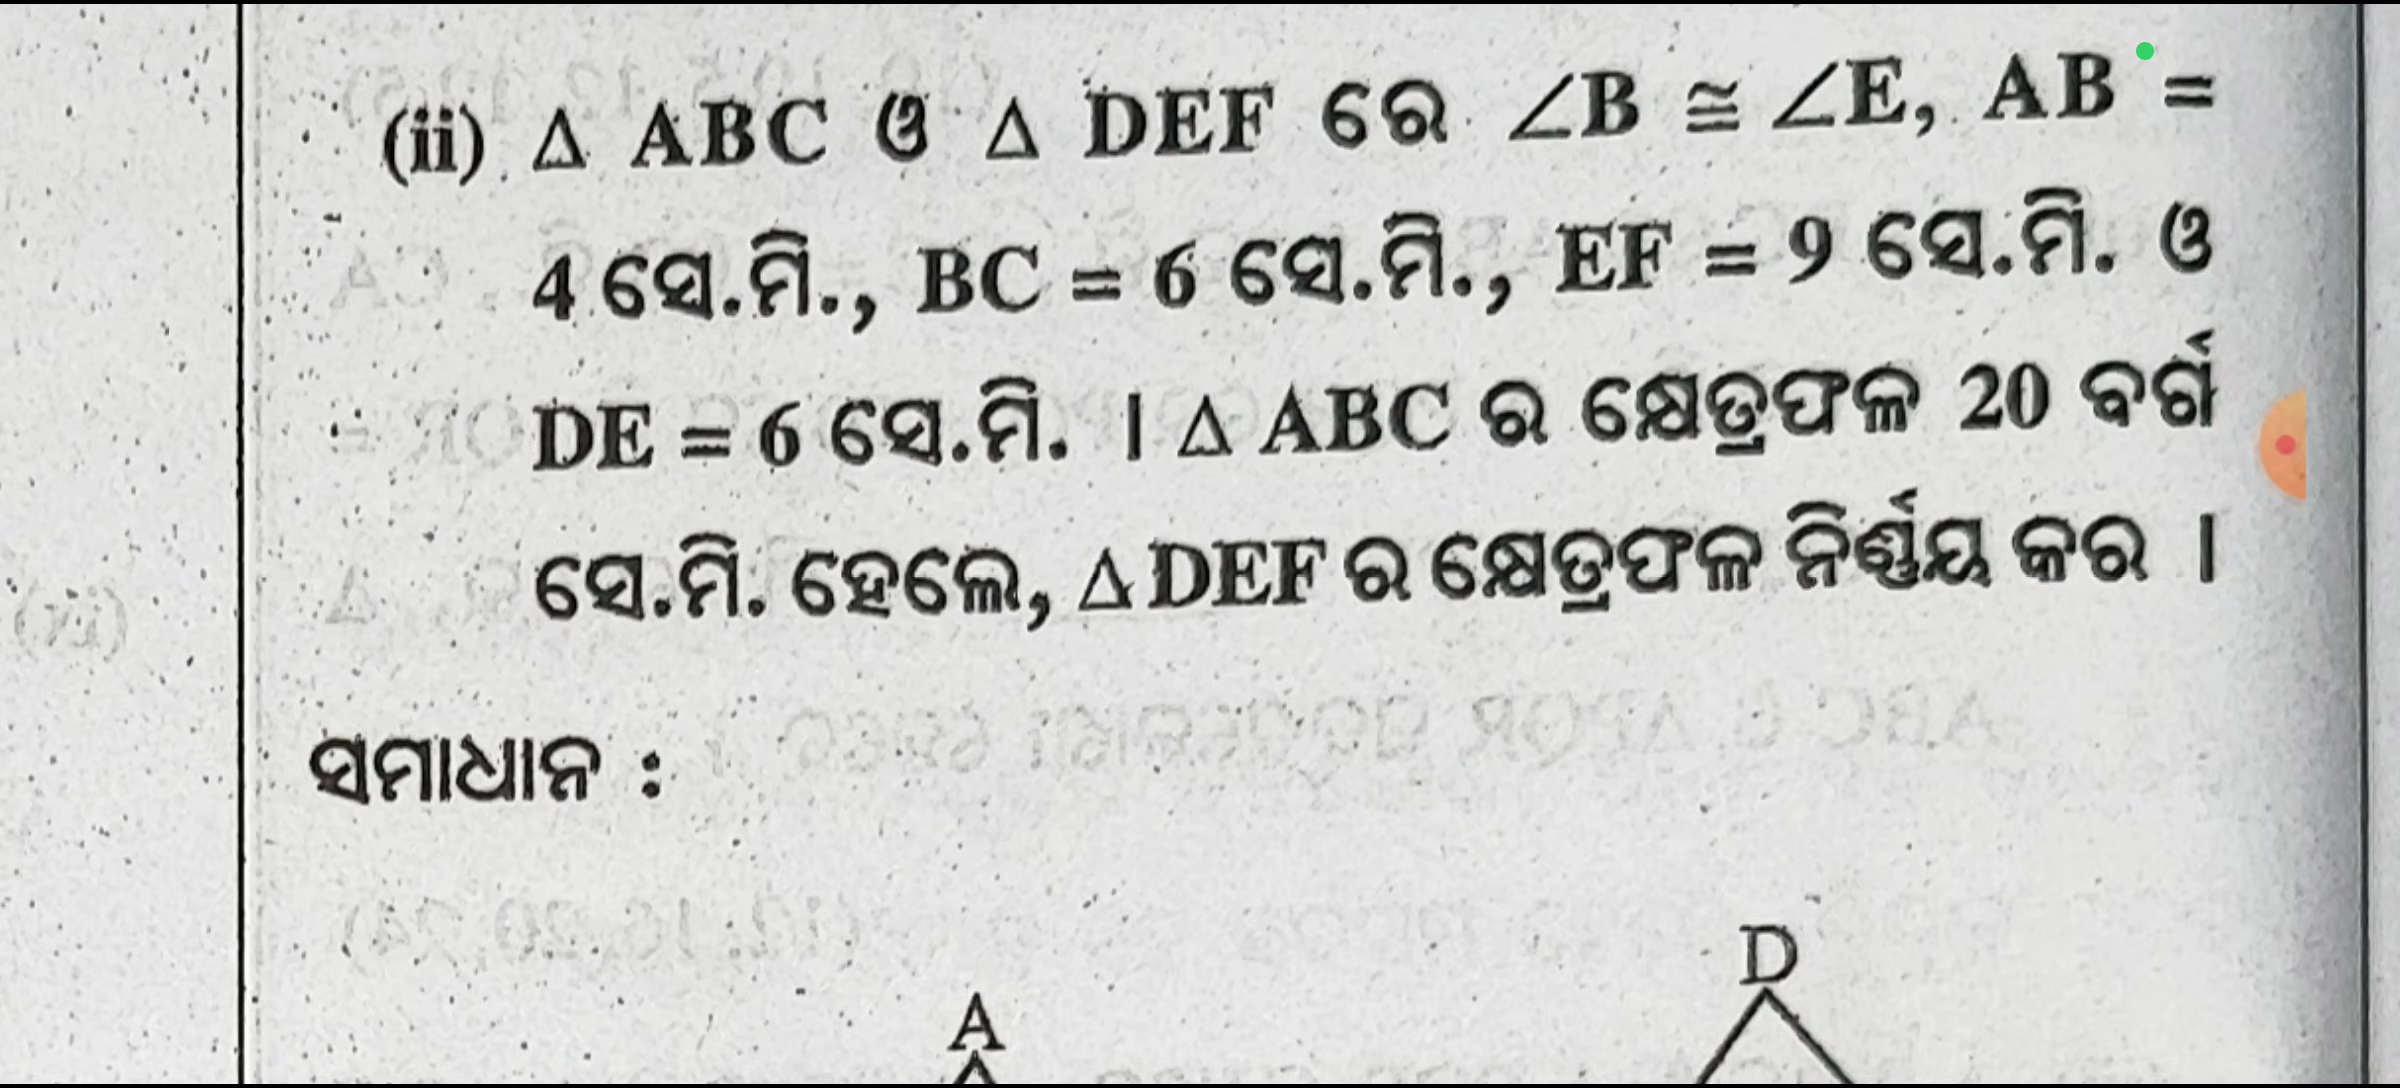 (ii) Δ ABC ଓ Δ DEF ରେ ∠B ≅ ∠E, AB =
4 ସେ.ମି., BC = 6 ସେ.ମି., EF = 9 ସେ.ମି. ଓ
DE = 6 ସେ.ମି. । Δ ABC ର କ୍ଷେତ୍ରଫଳ 20 ବର୍ଗ
ସେ.ମି. ହେଲେ, Δ DEF ର କ୍ଷେତ୍ରଫଳ ନିର୍ଣ୍ଣୟ କର ।
ସମାଧାନ :
D
A